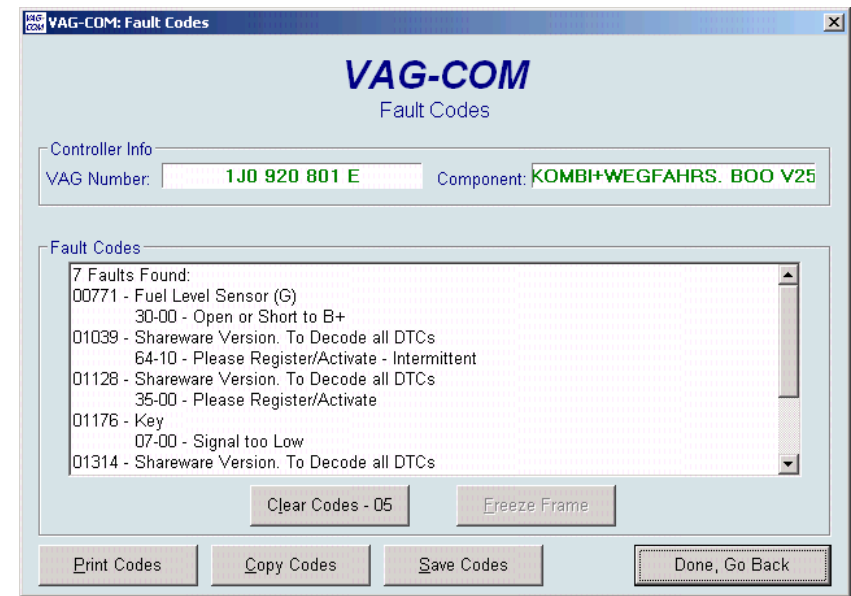 VAG-COM: Fault Codes
VAG-COM
Fault Codes
Controller Info
VAG Number: 1J0 920 801 E Component: KOMBI+WEGFAHRS. BOO V25
Fault Codes
7 Faults Found:
00771 - Fuel Level Sensor (G)
30-00 - Open or Short to B+
01039 - Shareware Version. To Decode all DTCs
64-10 - Please Register/Activate - Intermittent
01128 - Shareware Version. To Decode all DTCs
35-00 - Please Register/Activate
01176 - Key
07-00 - Signal too Low
01314 - Shareware Version. To Decode all DTCs
Clear Codes - 05 Freeze Frame
Print Codes Copy Codes Save Codes Done, Go Back